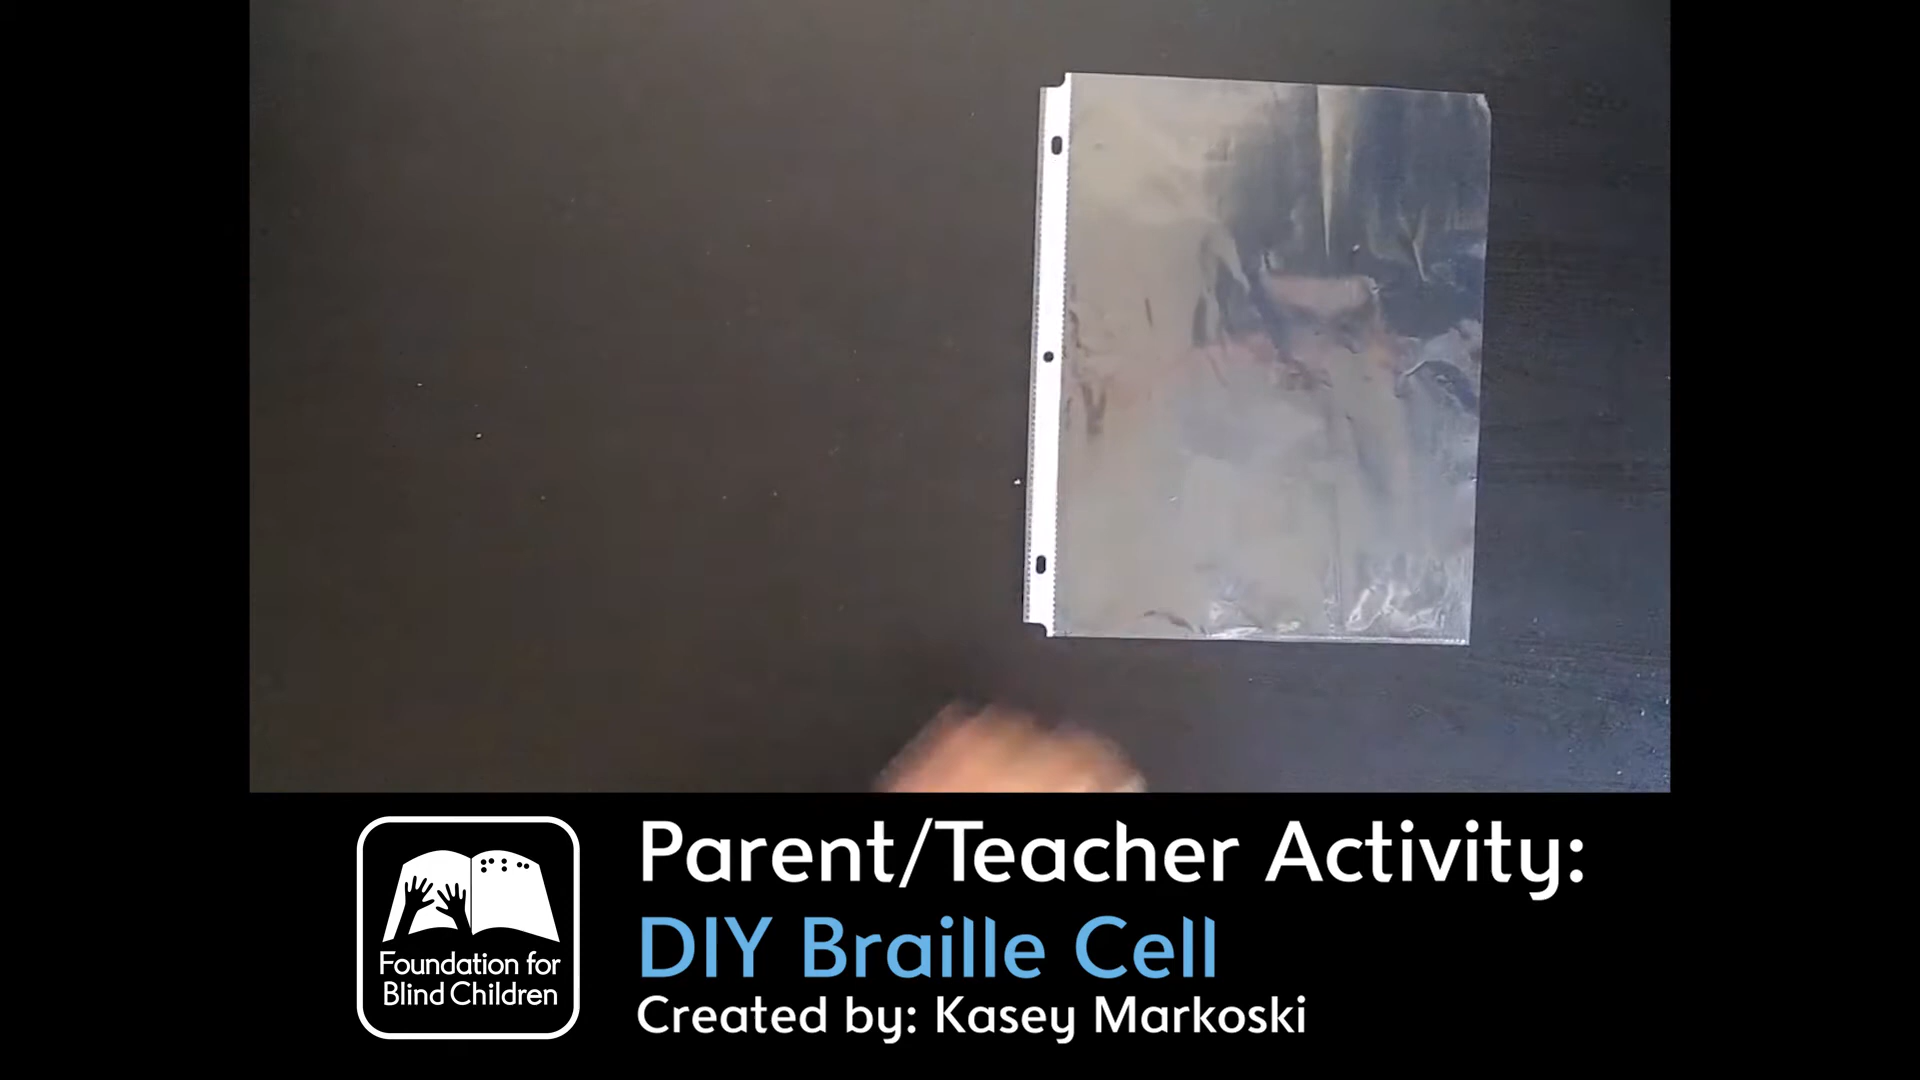 Foundation for
Blind Children
Parent/Teacher Activity:
DIY Braille Cell
Created by: Kasey Markoski